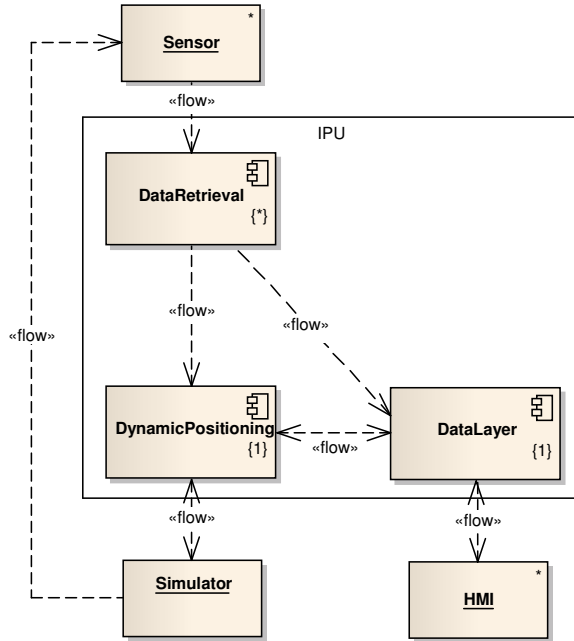 *
Sensor
«flow»
IPU
DataRetrieval
{*}
«flow»
«flow»
«flow»
DynamicPositioning
{1}
«flow»
DataLayer
{1}
«flow»
«flow»
Simulator
*
HMI